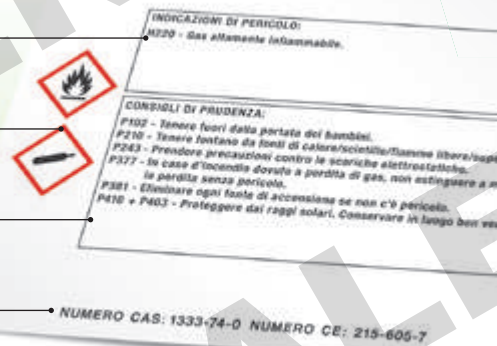 INDICAZIONI DI PERICOLO:
H220 - Gas altamente infiammabile.
CONSIGLI DI PRUDENZA:
P102 - Tenere fuori dalla portata dei bambini.
P210 - Tenere lontano da fonti di calore/scintille/fiamme libere/sup
P243 - Prendere precauzioni contro le scariche elettrostatiche.
P377 - In caso d'incendio dovuto a perdita di gas, non estinguere a m
la perdita senza pericolo.
P381 - Eliminare ogni fonte di accensione se non c'è pericolo.
P410 + P403 - Proteggere dai raggi solari. Conservare in luogo ben ven
NUMERO CAS: 1333-74-0 NUMERO CE: 215-605-7